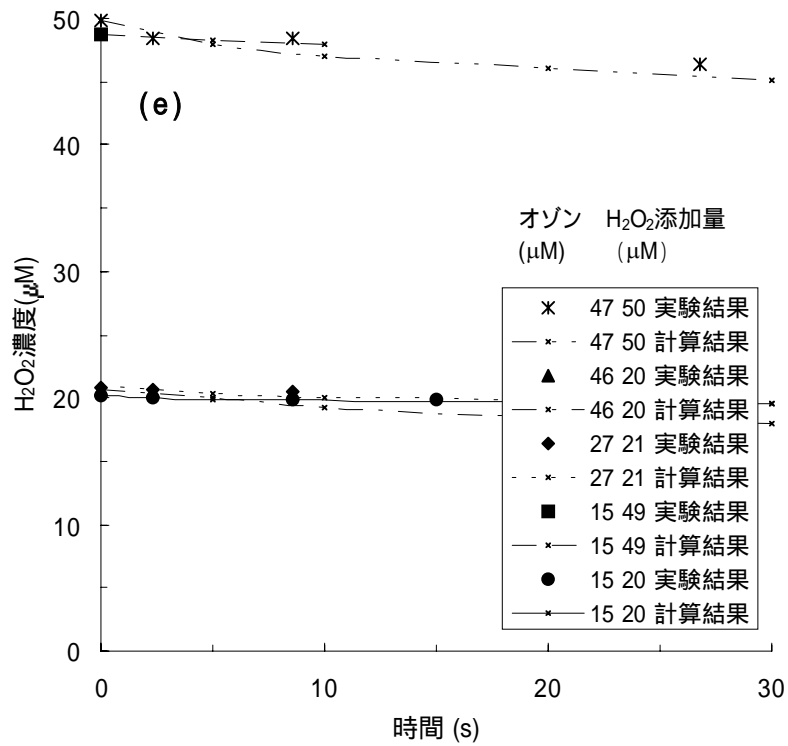 50
(e)
40
オゾン H₂O₂添加量
(μM) (μM)
30
47 50 実験結果
47 50 計算結果
46 20 実験結果
46 20 計算結果
27 21 実験結果
27 21 計算結果
15 49 実験結果
15 49 計算結果
15 20 実験結果
15 20 計算結果
H₂O₂濃度(μM)
20
10
0
0 10 20 30
時間 (s)